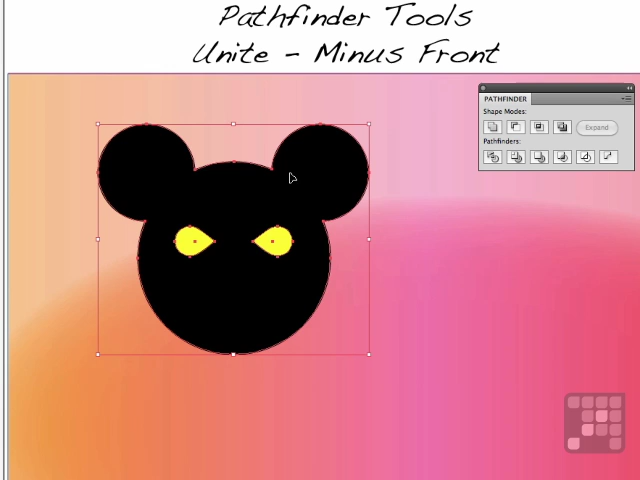 Pathfinder Tools
Unite - Minus Front
PATHFINDER
Shape Modes:
Expand
Pathfinders: